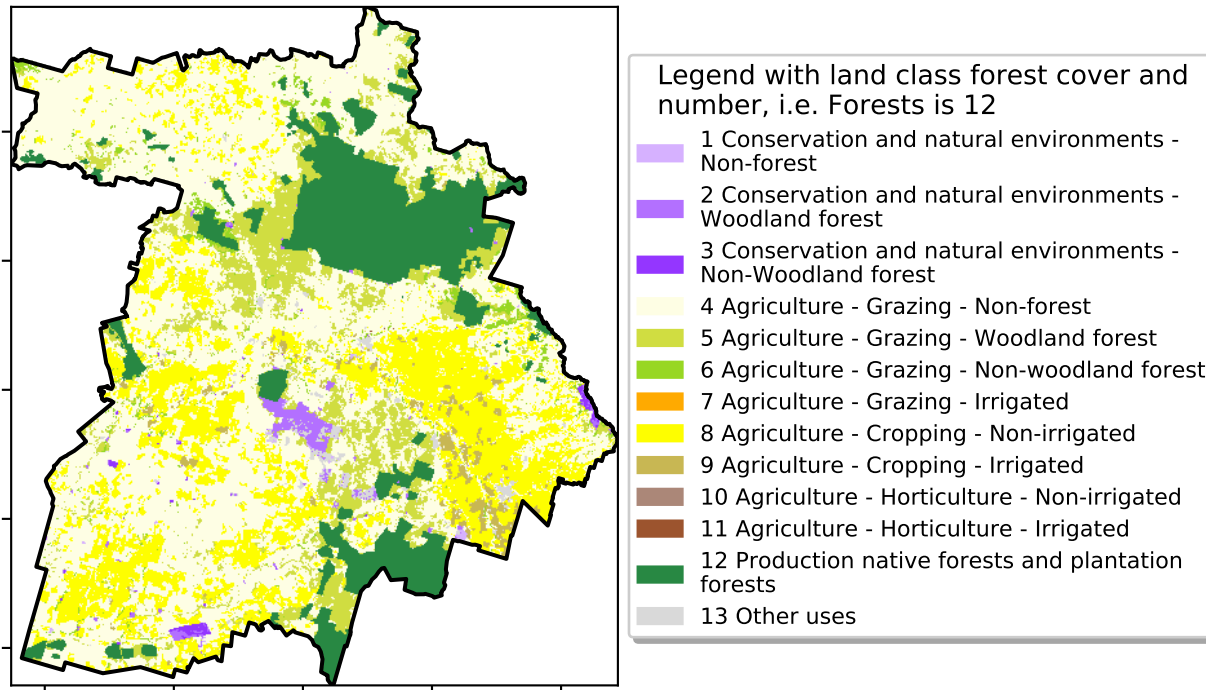 Legend with land class forest cover and
number, i.e. Forests is 12
1 Conservation and natural environments -
Non-forest
2 Conservation and natural environments -
Woodland forest
3 Conservation and natural environments -
Non-Woodland forest
4 Agriculture - Grazing - Non-forest
5 Agriculture - Grazing - Woodland forest
6 Agriculture - Grazing - Non-woodland forest
7 Agriculture - Grazing - Irrigated
8 Agriculture - Cropping - Non-irrigated
9 Agriculture - Cropping - Irrigated
10 Agriculture - Horticulture - Non-irrigated
11 Agriculture - Horticulture - Irrigated
12 Production native forests and plantation
forests
13 Other uses